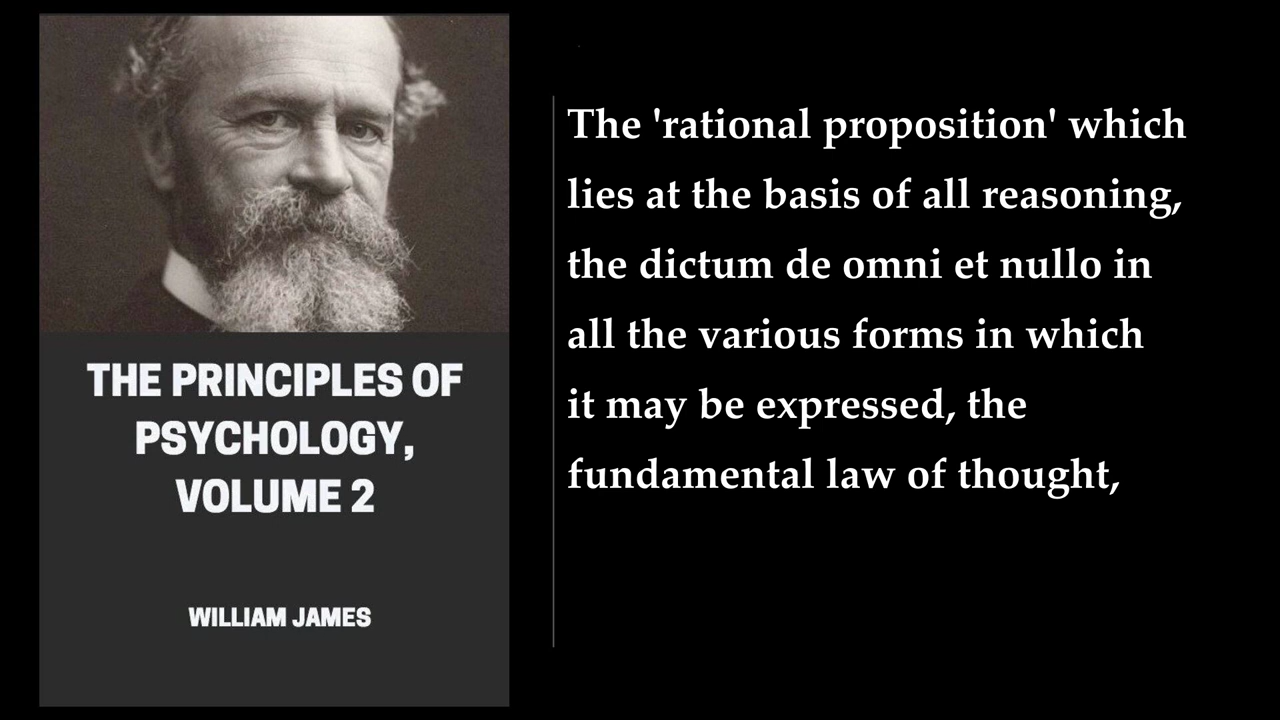 THE PRINCIPLES OF
PSYCHOLOGY,
VOLUME 2
WILLIAM JAMES
The 'rational proposition' which
lies at the basis of all reasoning,
the dictum de omni et nullo in
all the various forms in which
it may be expressed, the
fundamental law of thought,